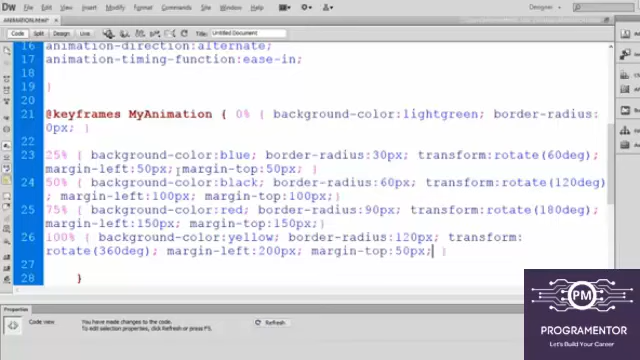 Dw File Edit View Insert Modify Format Commands Site Window Help Designer
ANIMATION.html*
Code Split Design Live Title: Untitled Document
16 animation-direction:alternate;
17 animation-timing-function:ease-in;
18
19 }
20
21 @keyframes MyAnimation { 0% { background-color:lightgreen; border-radius:
0px; }
22
23 25% { background-color:blue; border-radius:30px; transform:rotate(60deg);
margin-left:50px; margin-top:50px; }
24 50% { background-color:black; border-radius:60px; transform:rotate(120deg)
; margin-left:100px; margin-top:100px;}
25 75% { background-color:red; border-radius:90px; transform:rotate(180deg);
margin-left:150px; margin-top:150px;}
26 100% { background-color:yellow; border-radius:120px; transform:
rotate(360deg); margin-left:200px; margin-top:50px; }
27
28 }
Properties
Code view
You have made changes to the code.
To edit selection properties, click Refresh or press F5.
Refresh
PM
PROGRAMENTOR
Let's Build Your Career